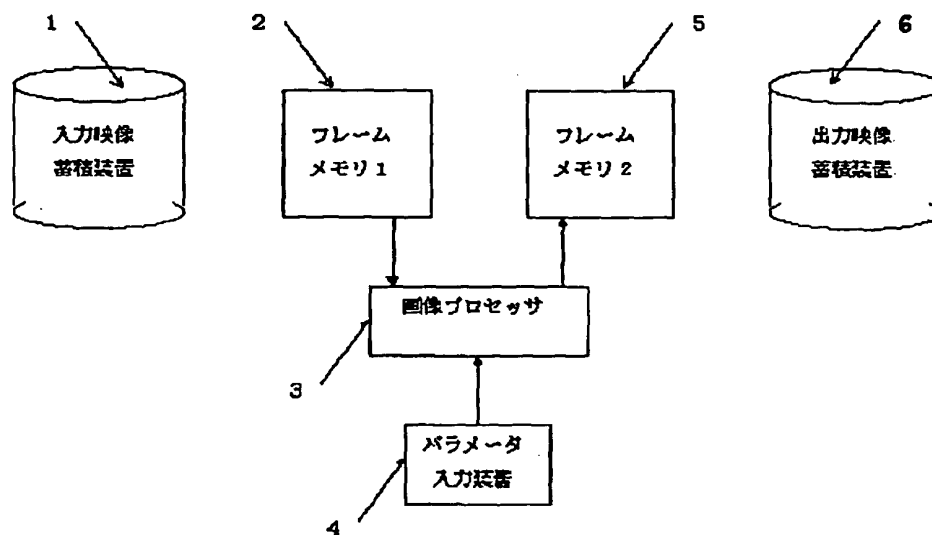 1
2
5
6
入力映像
蓄積装置
フレーム
メモリ1
フレーム
メモリ2
出力映像
蓄積装置
画像プロセッサ
3
パラメータ
入力装置
4